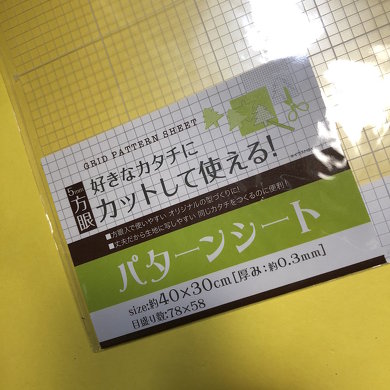 GRID PATTERN SHEET
5mm方眼
好きなカタチに
カットして使える!
■方眼入で使いやすい オリジナルの型づくりに!
■丈夫だから生地に写しやすい 同じカタチをつくるのに便利!
パターンシート
size:約40×30cm[厚み:約0.3mm]
目盛り数:78×58